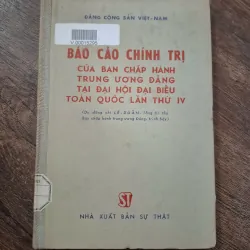 ĐẢNG CỘNG SẢN VIỆT-NAM
BÁO CÁO CHÍNH TRỊ
CỦA BAN CHẤP HÀNH
TRUNG ƯƠNG ĐẢNG
TẠI ĐẠI HỘI ĐẠI BIỂU
TOÀN QUỐC LẦN THỨ IV
ST
NHÀ XUẤT BẢN SỰ THẬT